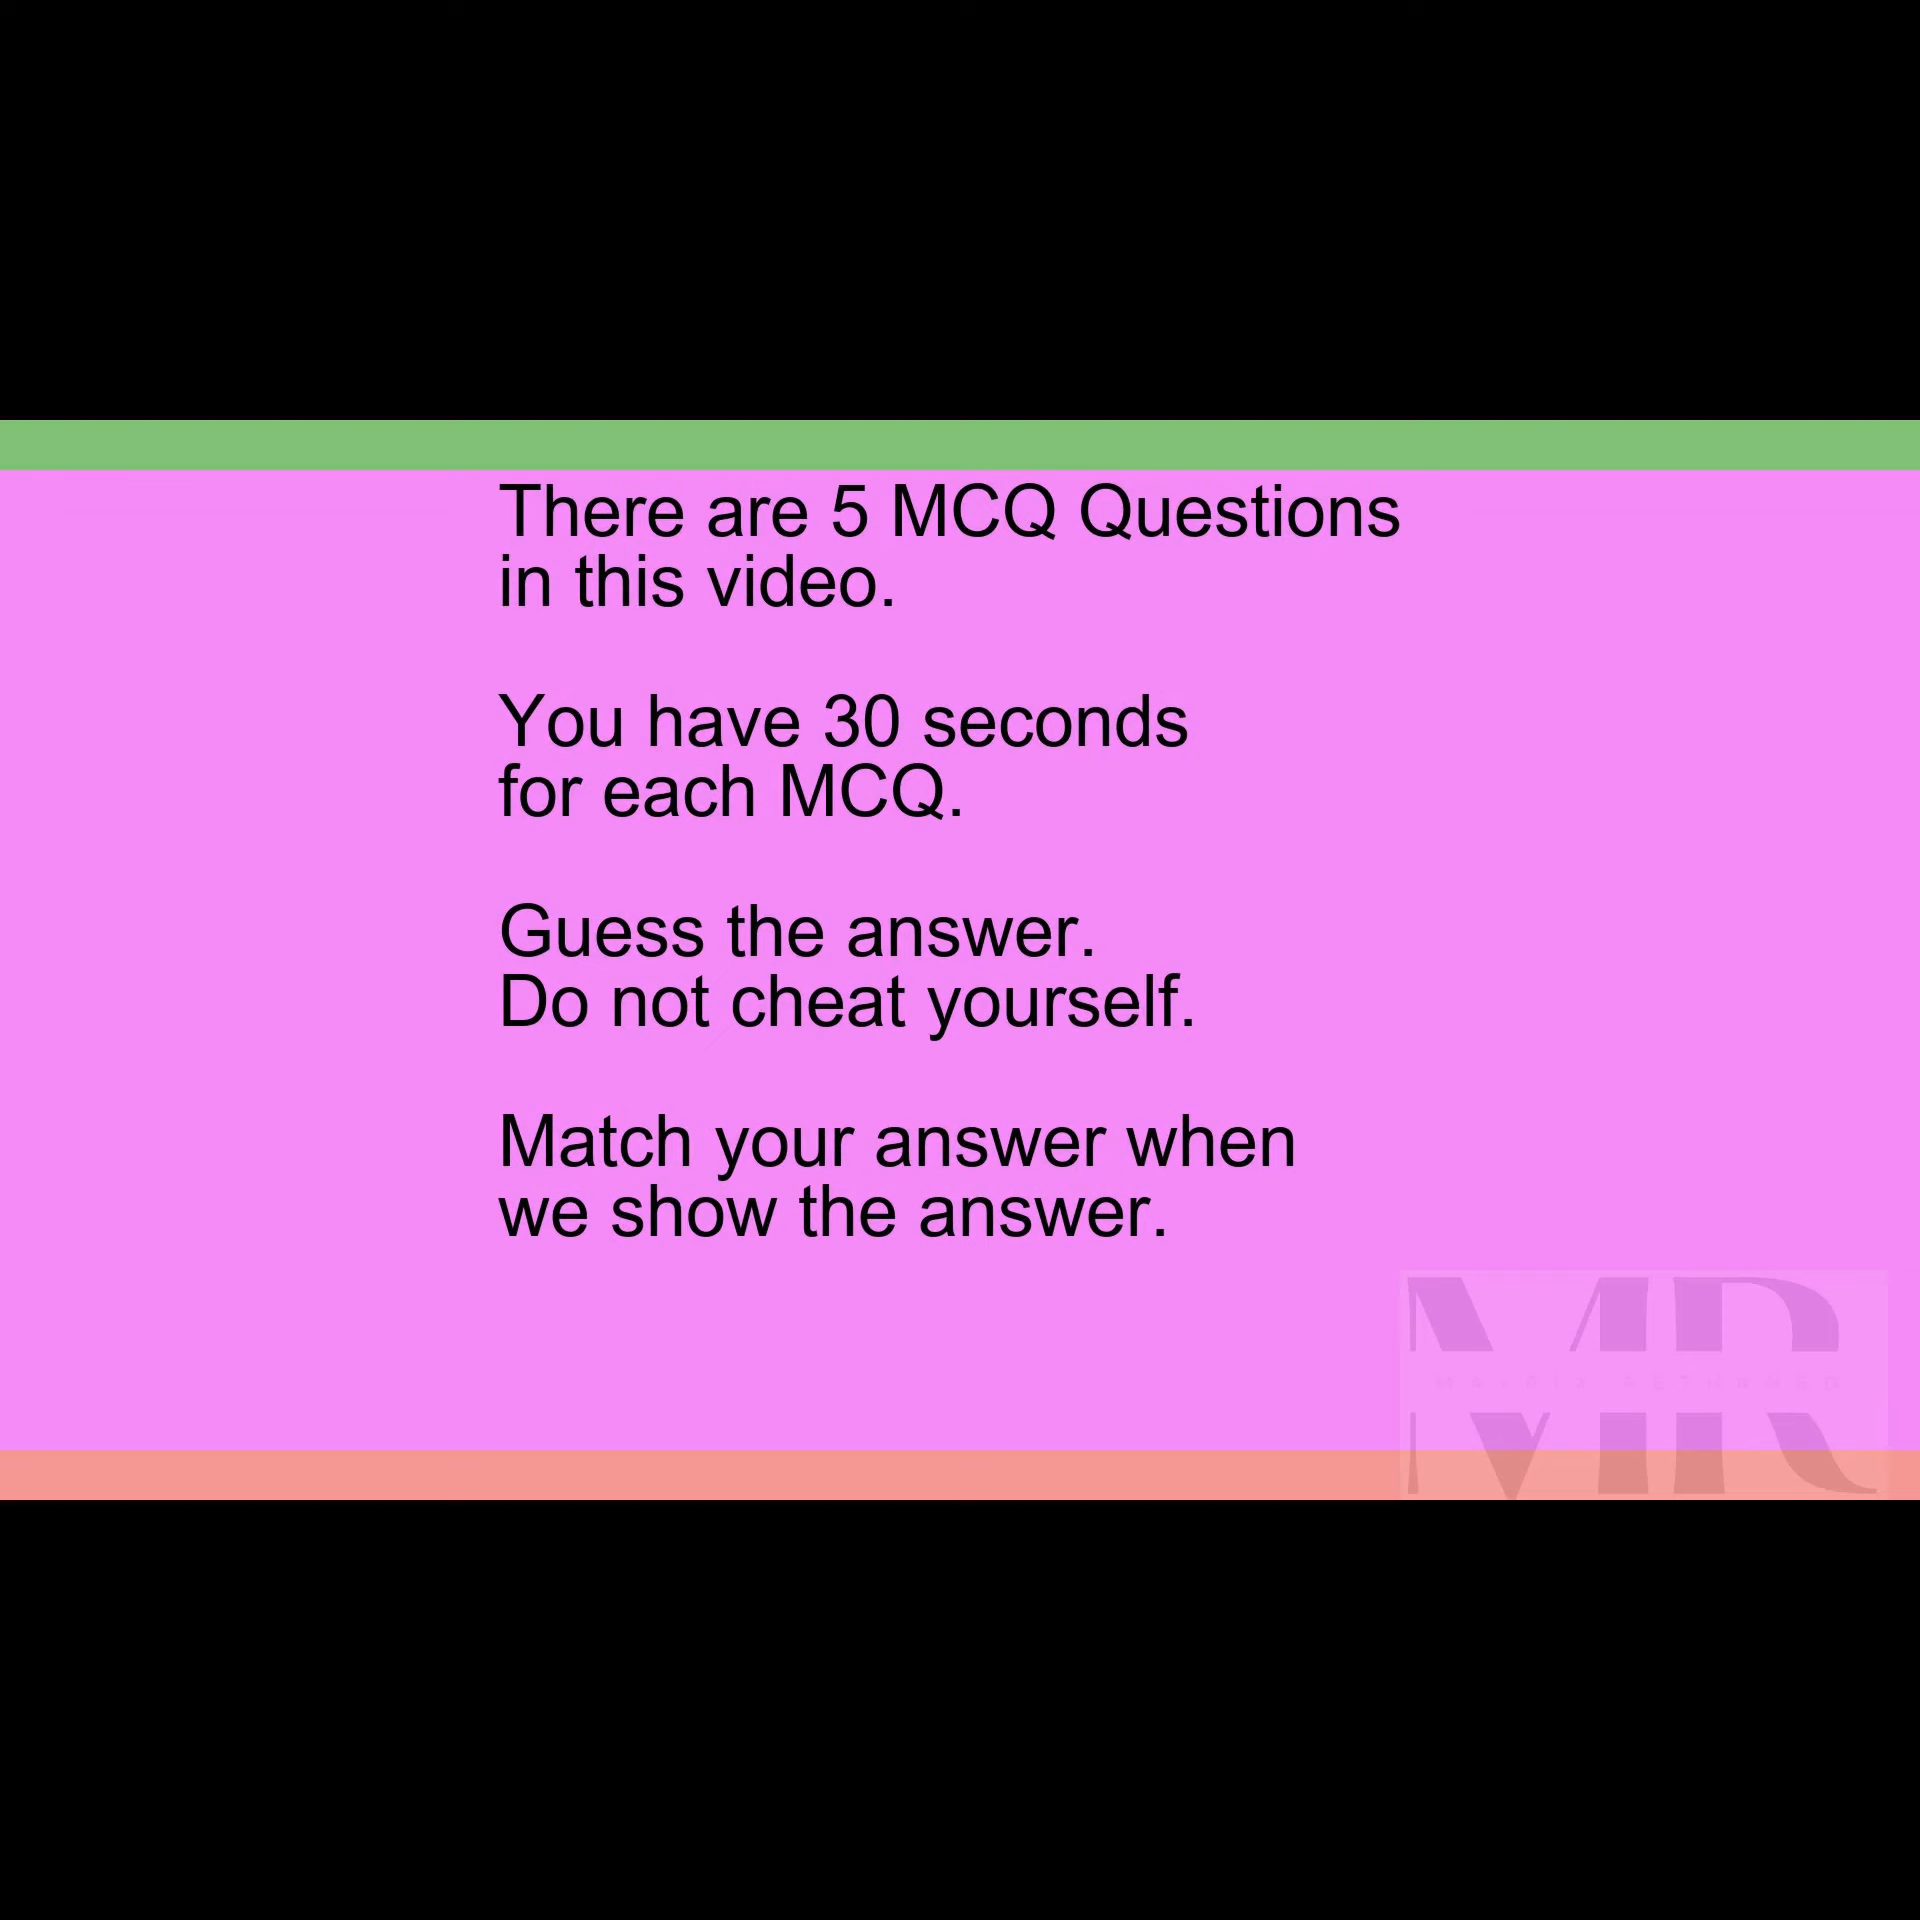 There are 5 MCQ Questions
in this video.
You have 30 seconds
for each MCQ.
Guess the answer.
Do not cheat yourself.
Match your answer when
we show the answer.
MR